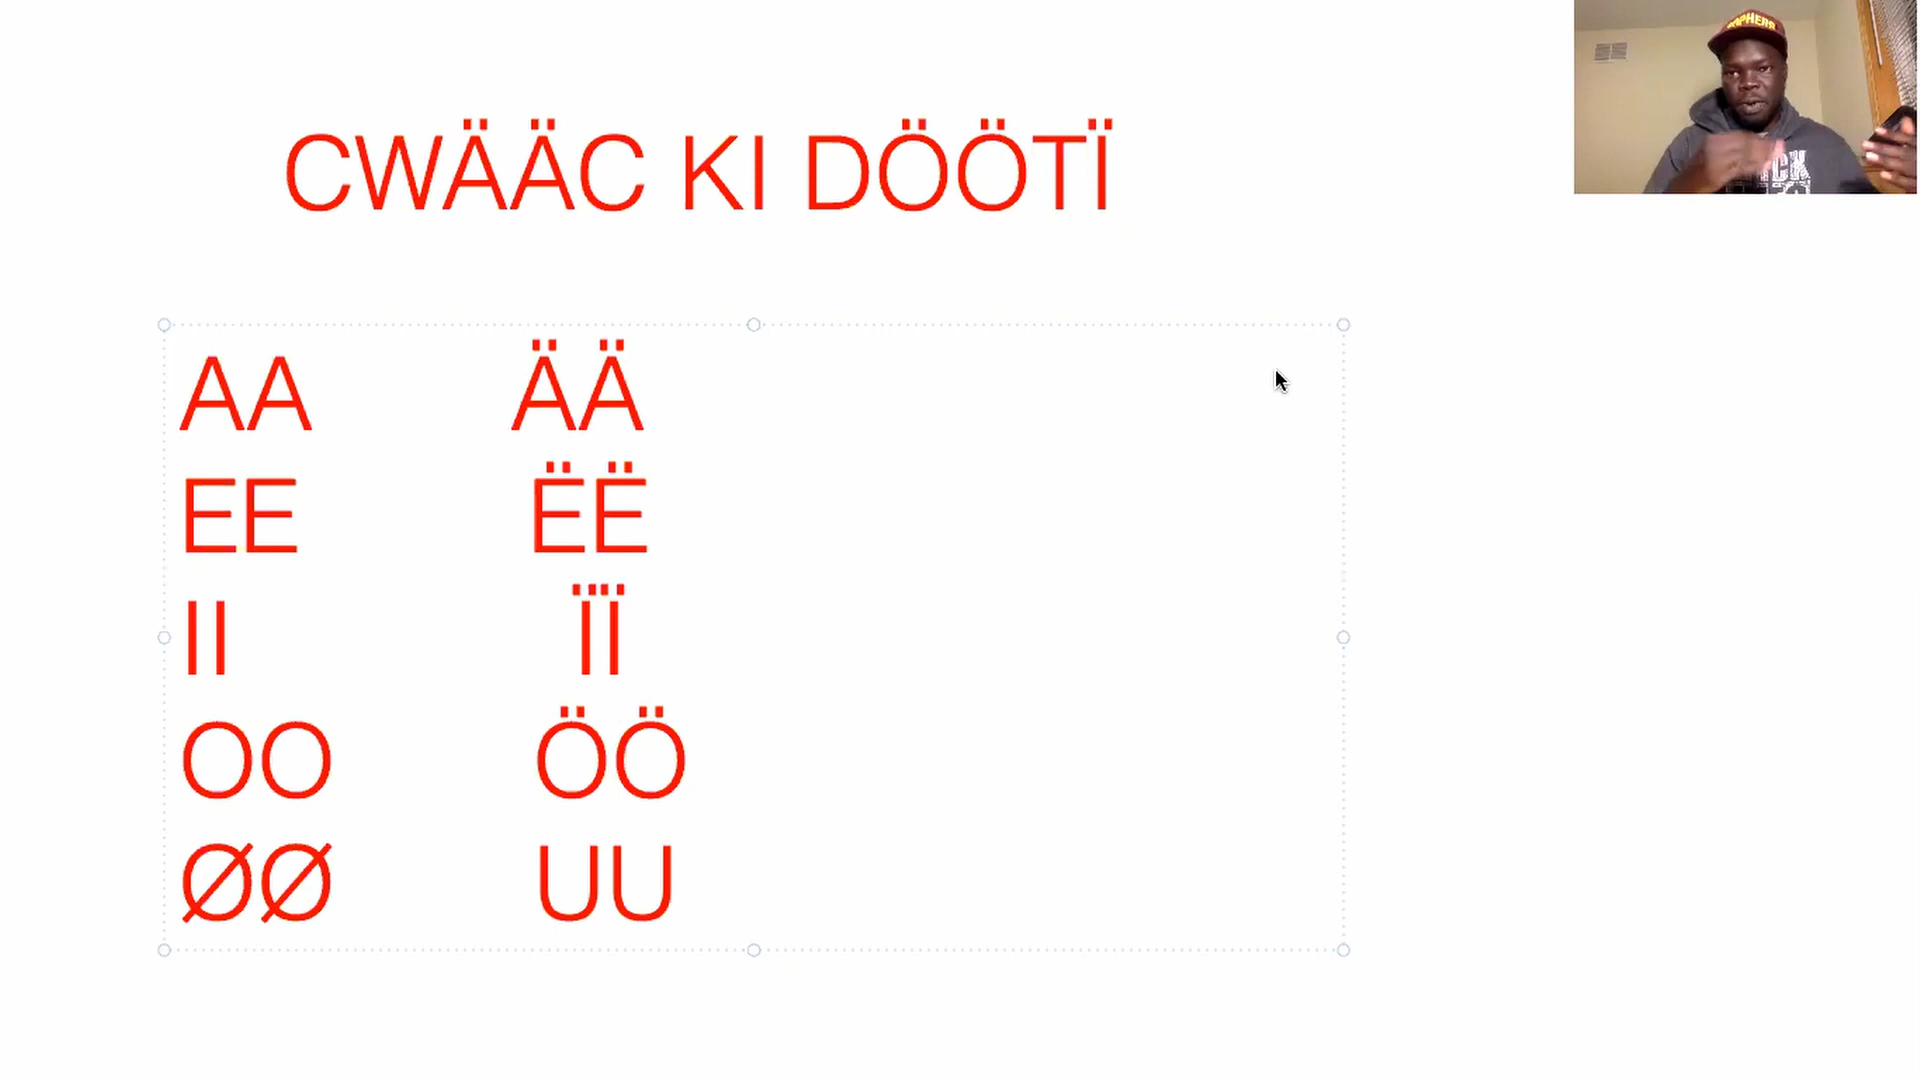 CWÄÄC KI DÖÖTÏ
AA ÄÄ
EE ËË
II ÏÏ
OO ÖÖ
ØØ UU